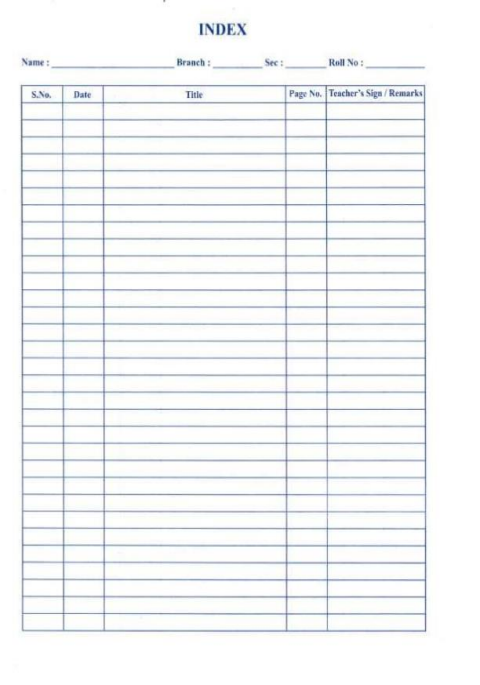 INDEX
Name : Branch : Sec : Roll No :
S.No. Date Title Page No. Teacher's Sign / Remarks